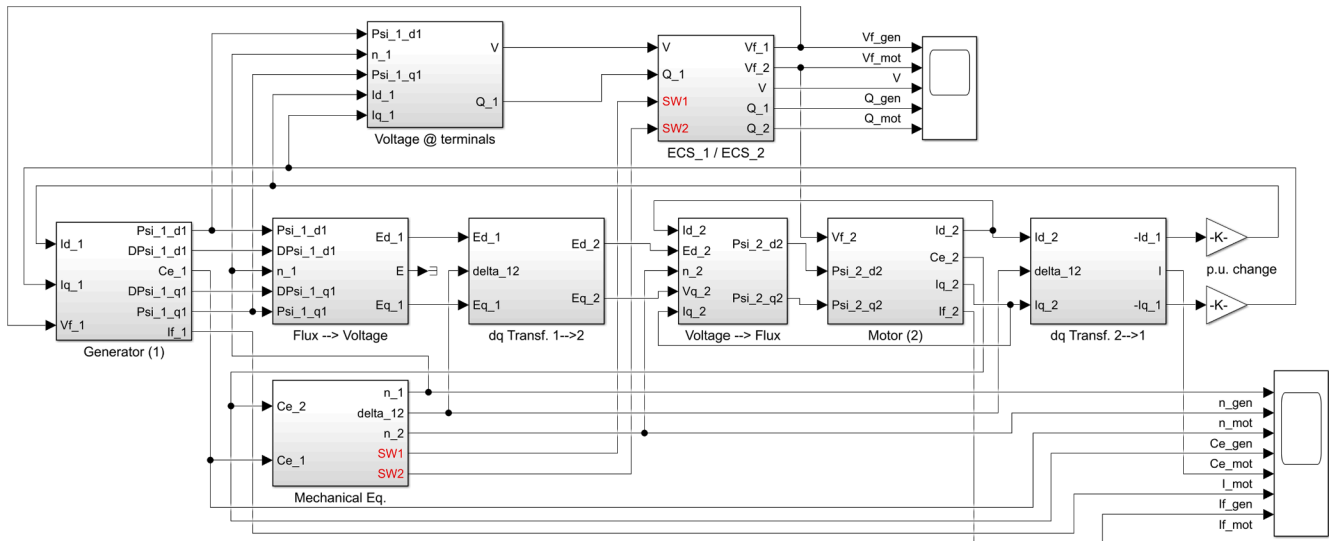 Psi_1_d1
n_1
Psi_1_q1
Id_1
Iq_1
V
Q_1
Voltage @ terminals
V
Q_1
SW1
SW2
Vf_1
Vf_2
V
Q_1
Q_2
ECS_1 / ECS_2
Vf_gen
Vf_mot
V
Q_gen
Q_mot
Id_1
Iq_1
Vf_1
Psi_1_d1
DPsi_1_d1
Ce_1
DPsi_1_q1
Psi_1_q1
If_1
Generator (1)
Psi_1_d1
DPsi_1_d1
n_1
DPsi_1_q1
Psi_1_q1
Ed_1
E
Eq_1
Flux --> Voltage
Ed_1
delta_12
Eq_1
Ed_2
Eq_2
dq Transf. 1-->2
Id_2
Ed_2
n_2
Vq_2
Iq_2
Psi_2_d2
Psi_2_q2
Voltage --> Flux
Vf_2
Psi_2_d2
Psi_2_q2
Id_2
Ce_2
Iq_2
If_2
Motor (2)
Id_2
delta_12
Iq_2
-Id_1
I
-Iq_1
dq Transf. 2-->1
-K-
p.u. change
-K-
Ce_2
Ce_1
n_1
delta_12
n_2
SW1
SW2
Mechanical Eq.
n_gen
n_mot
Ce_gen
Ce_mot
I_mot
If_gen
If_mot